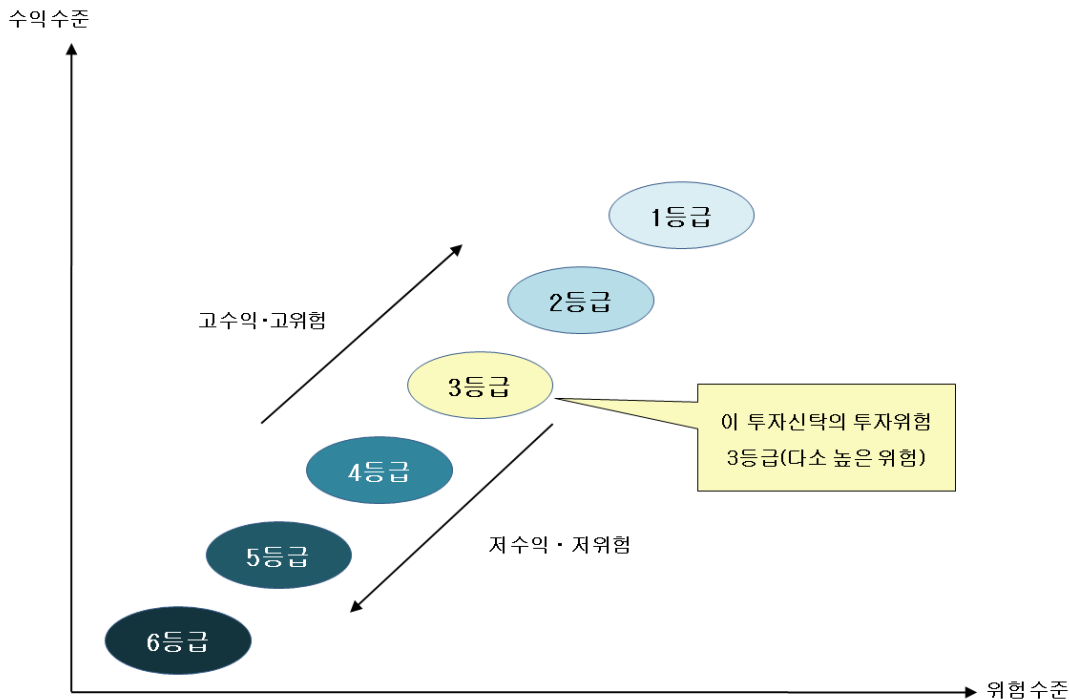 수익수준
1등급
2등급
고수익·고위험
3등급
이 투자신탁의 투자위험
3등급(다소 높은 위험)
4등급
저수익 · 저위험
5등급
6등급
위험수준